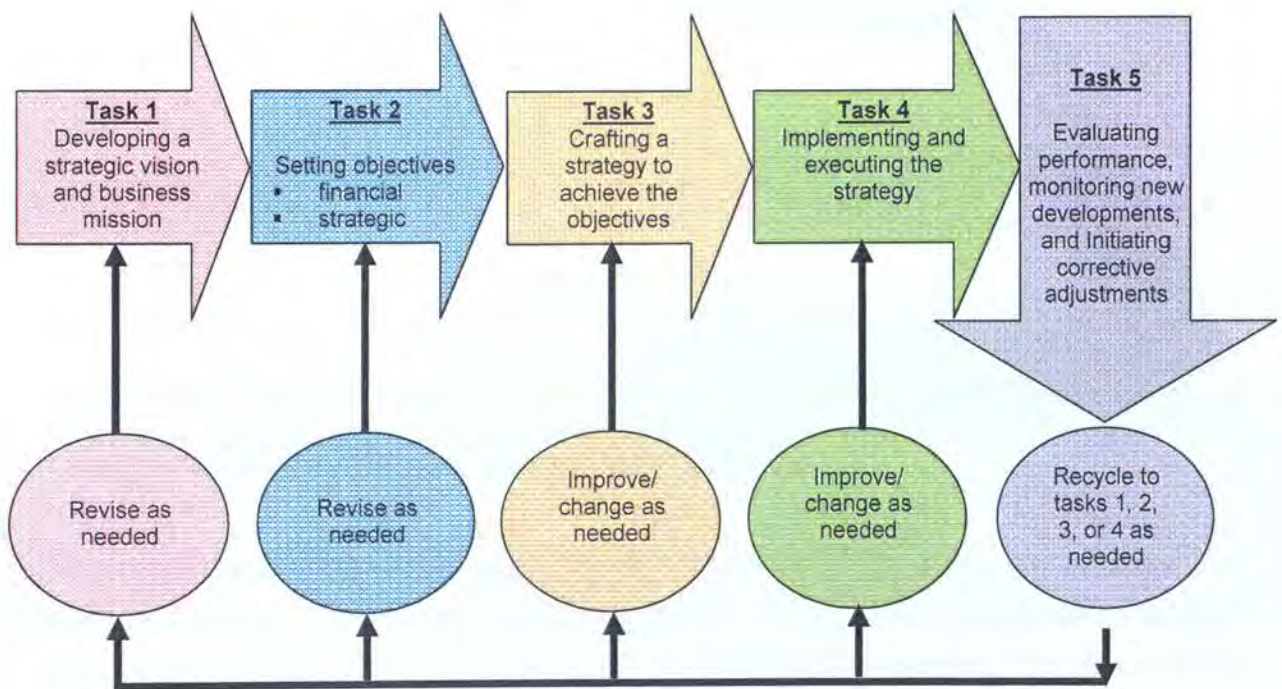 Task 1
Developing a
strategic vision
and business
mission
Task 2
Setting objectives
▪ financial
▪ strategic
Task 3
Crafting a
strategy to
achieve the
objectives
Task 4
Implementing and
executing the
strategy
Task 5
Evaluating
performance,
monitoring new
developments,
and Initiating
corrective
adjustments
Revise as
needed
Revise as
needed
Improve/
change as
needed
Improve/
change as
needed
Recycle to
tasks 1, 2,
3, or 4 as
needed